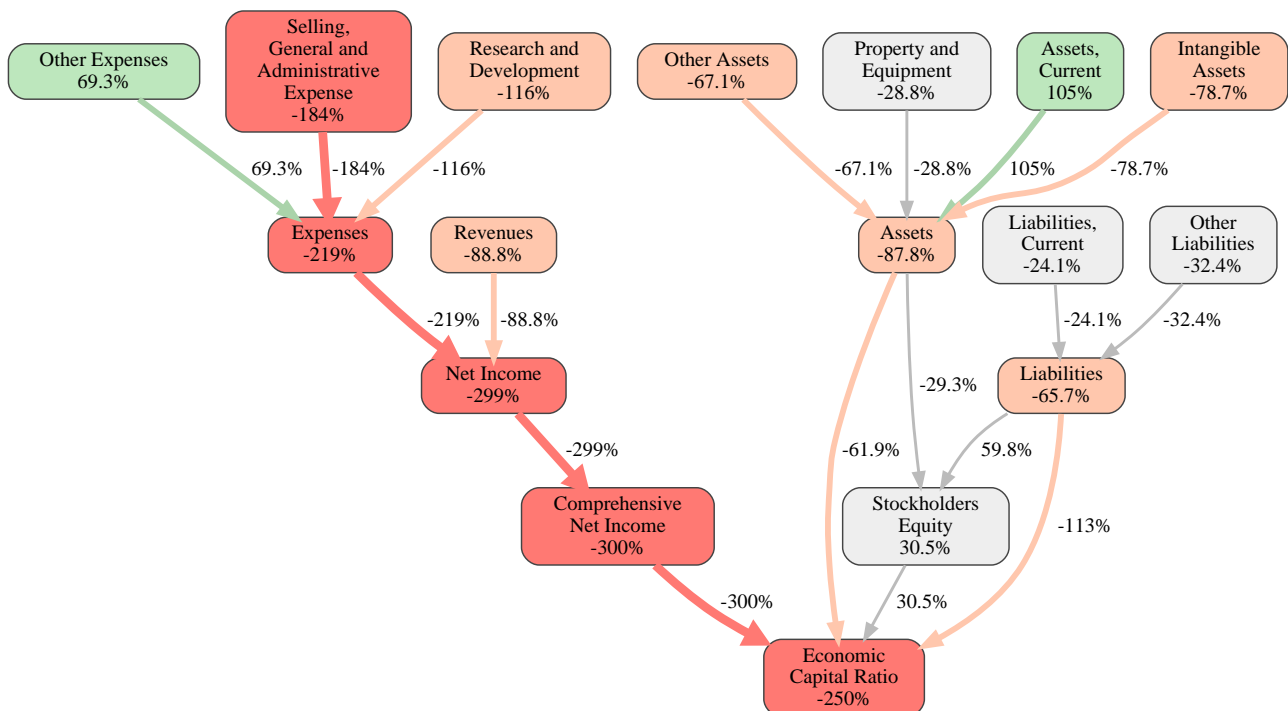 Other Expenses
69.3%
Selling,
General and
Administrative
Expense
-184%
Research and
Development
-116%
Other Assets
-67.1%
Property and
Equipment
-28.8%
Assets,
Current
105%
Intangible
Assets
-78.7%
69.3%
-184%
-116%
-67.1%
-28.8%
105%
-78.7%
Expenses
-219%
Revenues
-88.8%
Assets
-87.8%
Liabilities,
Current
-24.1%
Other
Liabilities
-32.4%
-219%
-88.8%
-24.1%
-32.4%
Net Income
-299%
-29.3%
Liabilities
-65.7%
-299%
-61.9%
59.8%
Comprehensive
Net Income
-300%
Stockholders
Equity
30.5%
-113%
-300%
30.5%
Economic
Capital Ratio
-250%